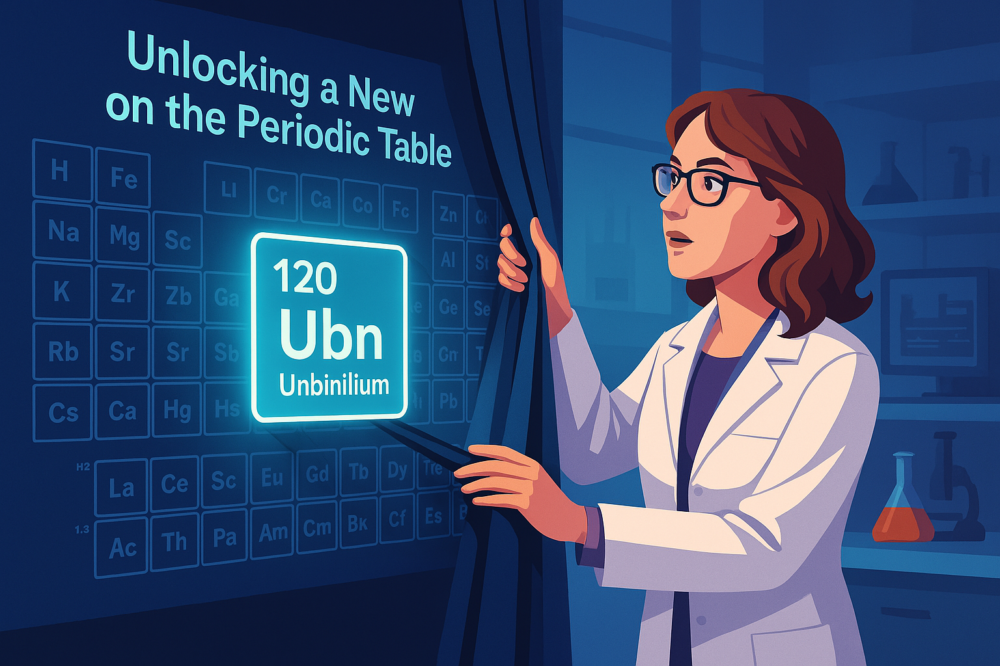 Unlocking a New
on the Periodic Table
H Fe LI Cr Ca Co Fc Zn
Na Mg Sc Al
120
Ubn
Unbinilium
K Zr Zb Ga Ge Se
Rb Sr Sr Sb Gn
Cs Ca Hg Hs Pb
H2
La Ce Sc Eu Gd Tb Dy Tre
1.3
Ac Th Pa Am Cm Bk Cf Es